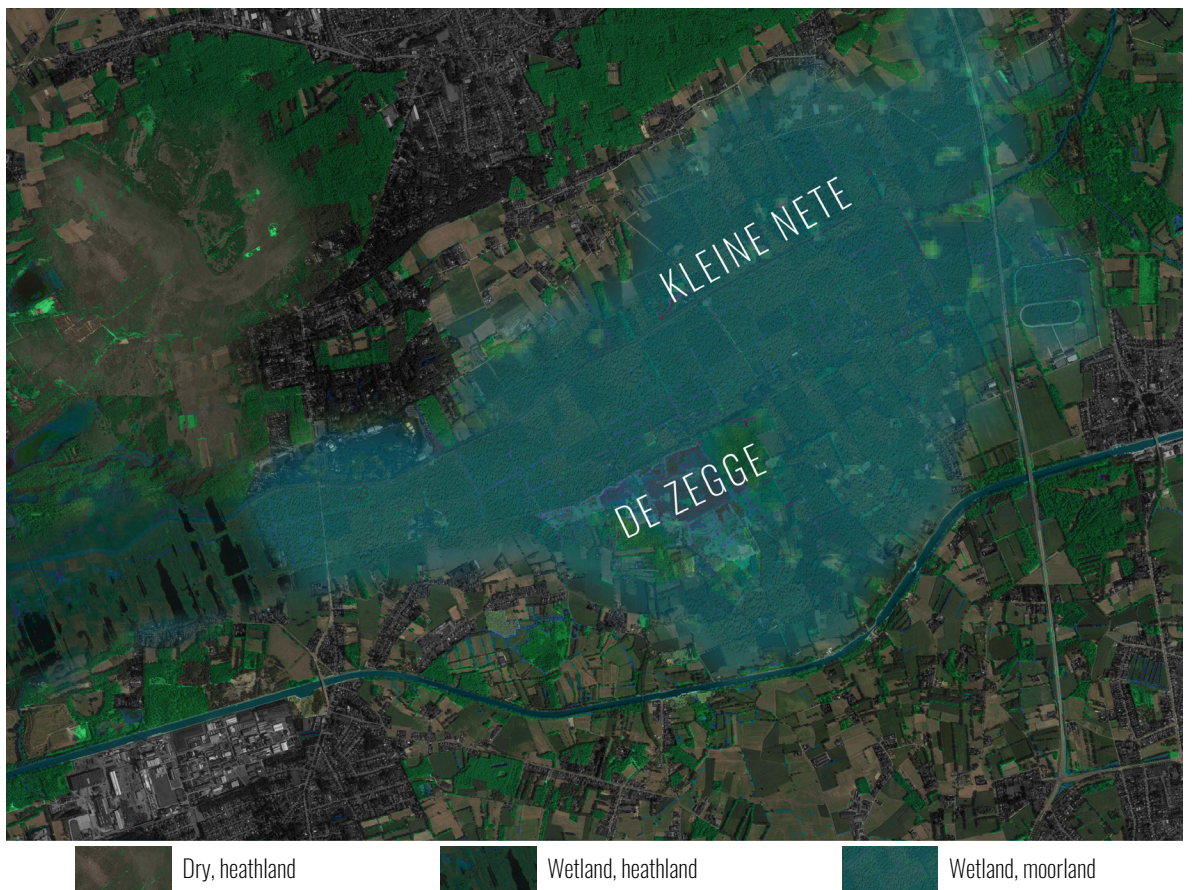 KLEINE NETE
DE ZEGGE
Dry, heathland
Wetland, heathland
Wetland, moorland